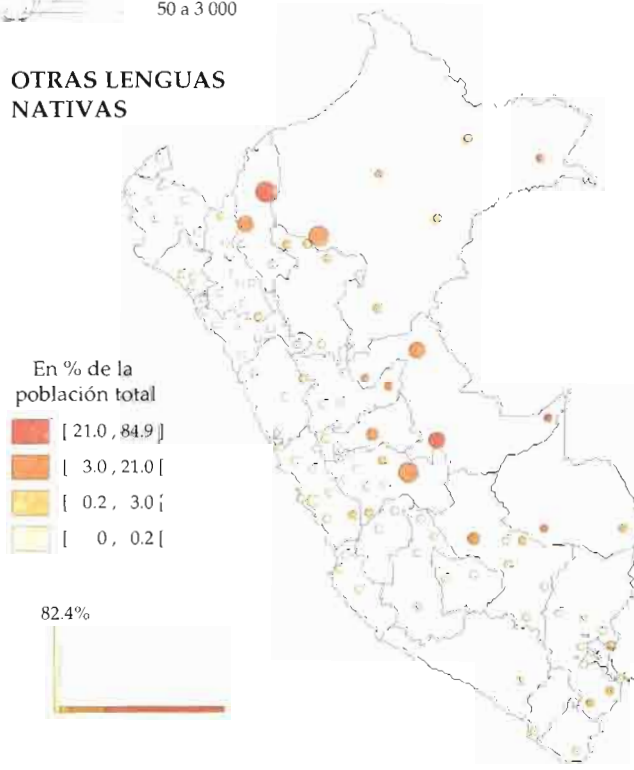 50 a 3 000
OTRAS LENGUAS
NATIVAS
En % de la
población total
[ 21.0 , 84.9 ]
[ 3.0 , 21.0 [
[ 0.2 , 3.0 [
[ 0 , 0.2 [
82.4%